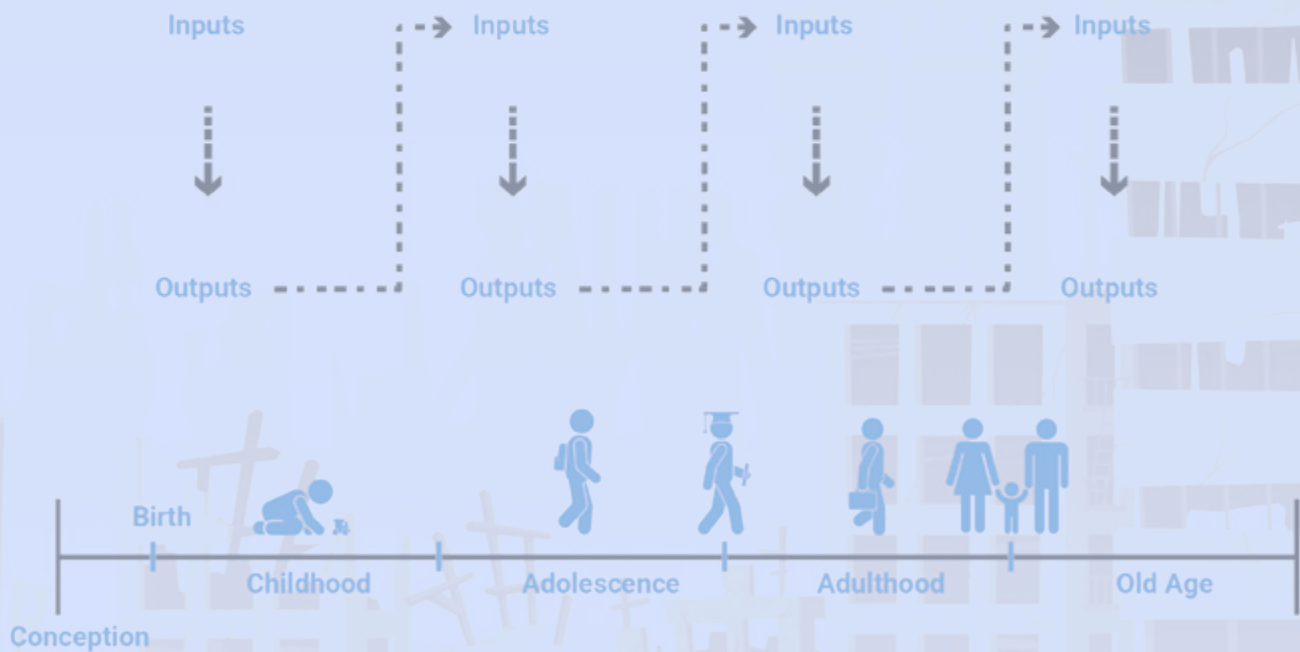 Inputs
Inputs
Inputs
Inputs
Outputs
Outputs
Outputs
Outputs
Birth
Childhood
Adolescence
Adulthood
Old Age
Conception